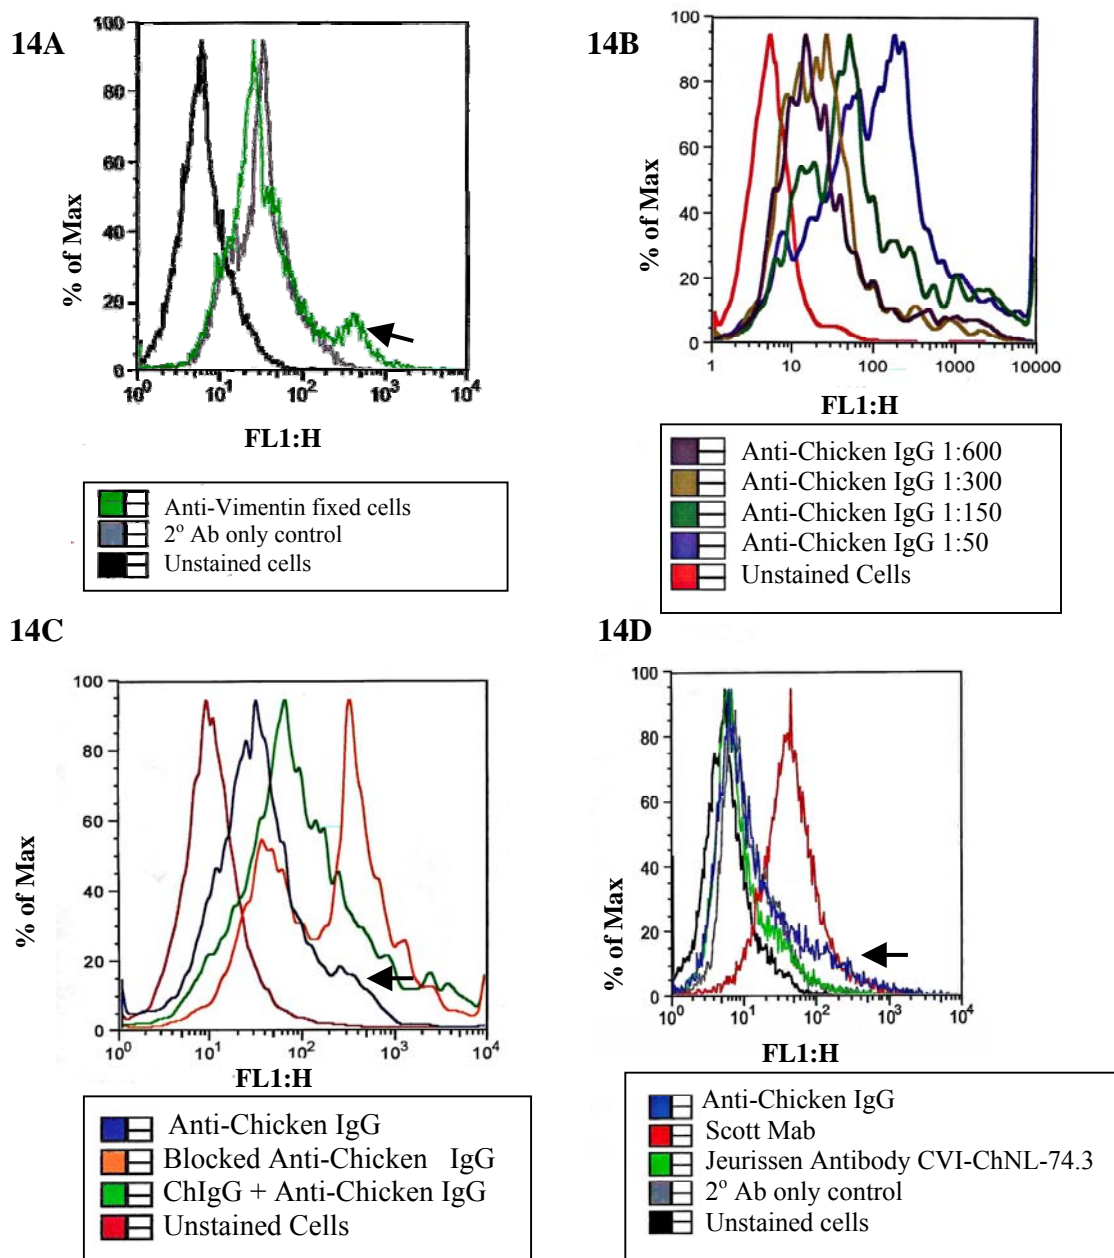 14A
100
80
60
40
20
0
% of Max
10^0 10^1 10^2 10^3 10^4
FL1:H
Anti-Vimentin fixed cells
2º Ab only control
Unstained cells
14B
100
80
60
40
20
0
% of Max
1 10 100 1000 10000
FL1:H
Anti-Chicken IgG 1:600
Anti-Chicken IgG 1:300
Anti-Chicken IgG 1:150
Anti-Chicken IgG 1:50
Unstained Cells
14C
100
80
60
40
20
0
% of Max
10^0 10^1 10^2 10^3 10^4
FL1:H
Anti-Chicken IgG
Blocked Anti-Chicken IgG
ChIgG + Anti-Chicken IgG
Unstained Cells
14D
100
80
60
40
20
0
% of Max
10^0 10^1 10^2 10^3 10^4
FL1:H
Anti-Chicken IgG
Scott Mab
Jeurissen Antibody CVI-ChNL-74.3
2º Ab only control
Unstained cells